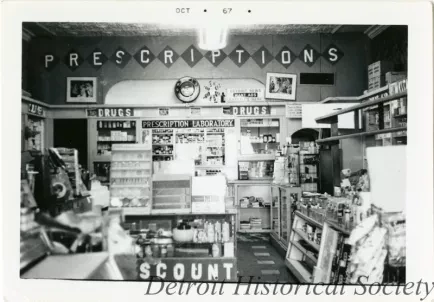 OCT • 67 •
PRESCRIPTIONS
DRUGS
DRUGS
PRESCRIPTION LABORATORY
SCOUNT
Detroit Historical Society